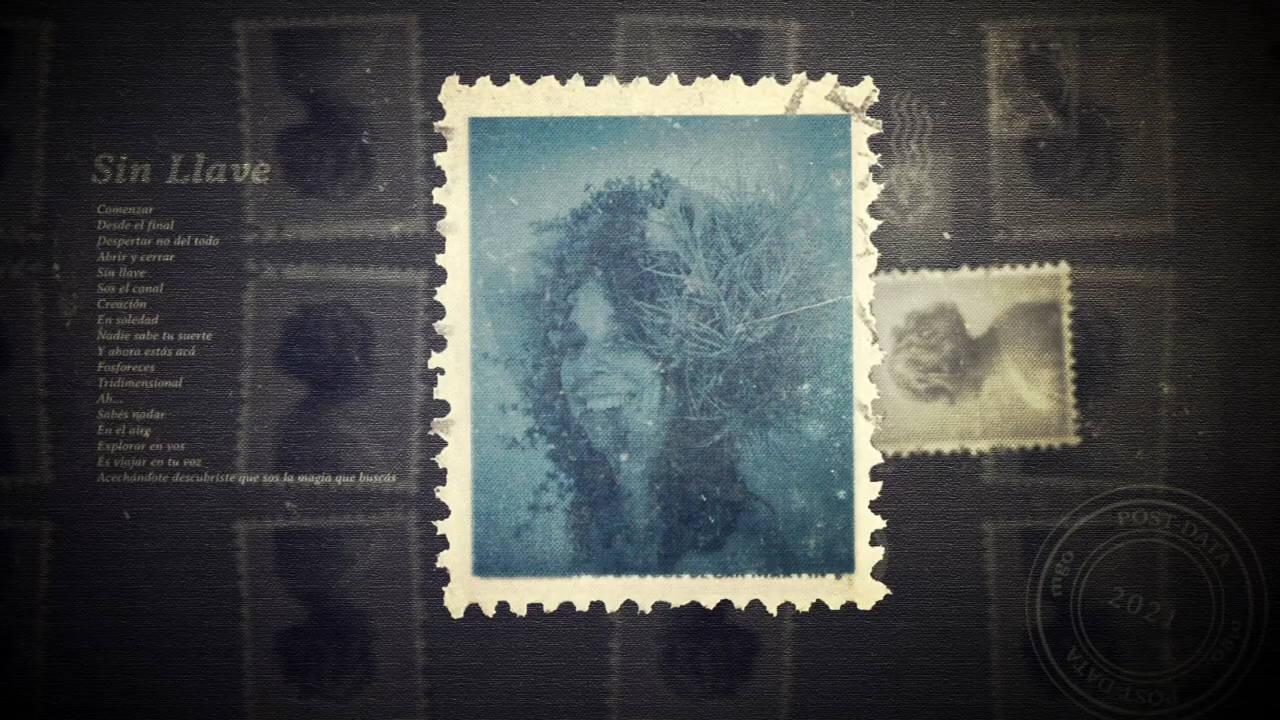 Sin Llave
Comenzar
Desde el final
Despertar no del todo
Abrir y cerrar
Sin llave
Sos el canal
Creación
En soledad
Nadie sabe tu suerte
Y ahora estás acá
Fosforeces
Tridimensional
Ah...
Sabés nadar
En el aire
Explorar en vos
Es viajar en tu voz
Acechándote descubriste que sos la magia que buscás
POST DATA
mgo
2021
mgo
POST DATA